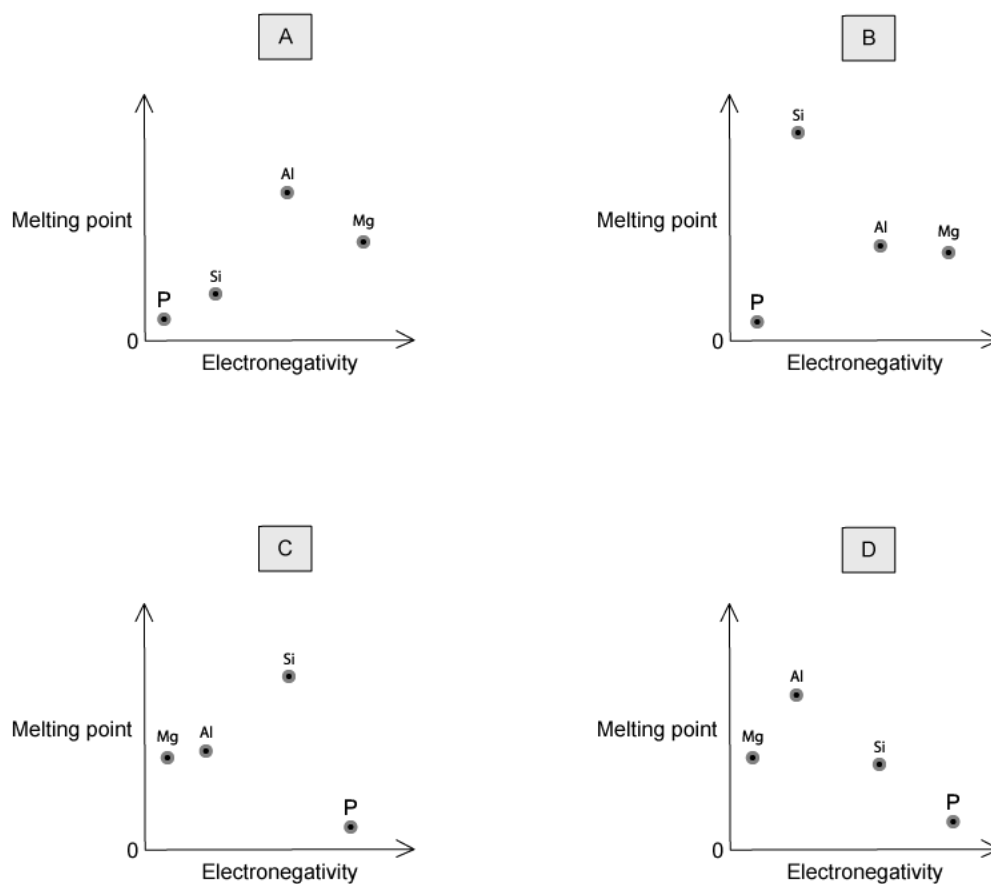 A
B
Si
Al
Mg
Melting point
Si
P
0
Electronegativity
Si
Al
Mg
Melting point
P
0
Electronegativity
C
D
Si
Mg
Al
Melting point
P
0
Electronegativity
Al
Mg
Si
Melting point
P
0
Electronegativity